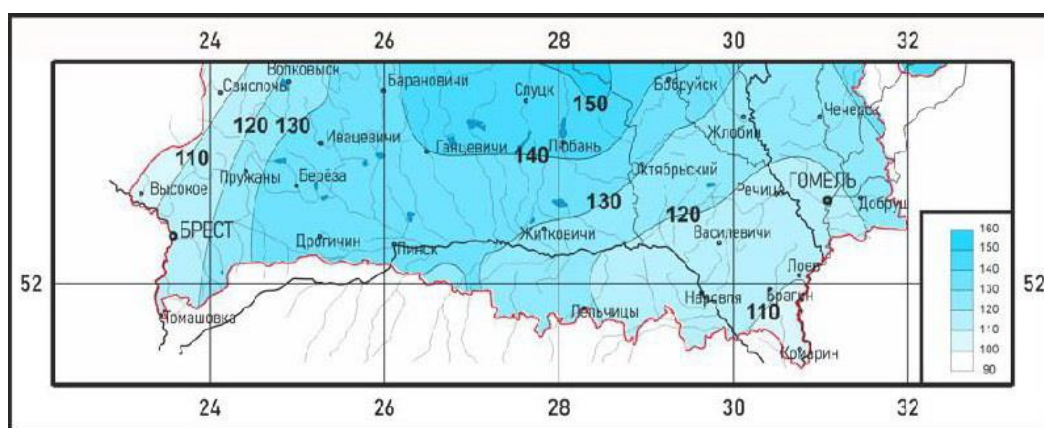 24 26 28 30 32
Волковыск
Свислочь
Барановичи
Слуцк
Бобруйск
150
Чечерск
120 130
Ивацевичи
Жлобин
110
Ганцевичи
Любань
140
Пружаны
Берёза
Октябрьский
Высокое
Речица
ГОМЕЛЬ
130
120
Добруш
БРЕСТ
Дрогичин
Пинск
Житковичи
Василевичи
160
150
140
130
120
110
100
90
Лоев
52 52
Томашовка
Лельчицы
Наровля
Брагин
110
Комарин
24 26 28 30 32